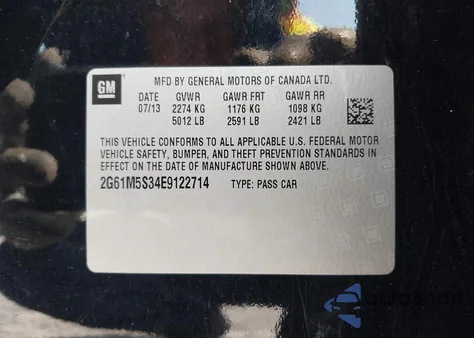 GM
MFD BY GENERAL MOTORS OF CANADA LTD.
DATE GVWR GAWR FRT GAWR RR
07/13 2274 KG 1176 KG 1098 KG
5012 LB 2591 LB 2421 LB
THIS VEHICLE CONFORMS TO ALL APPLICABLE U.S. FEDERAL MOTOR
VEHICLE SAFETY, BUMPER, AND THEFT PREVENTION STANDARDS IN
EFFECT ON THE DATE OF MANUFACTURE SHOWN ABOVE.
2G61M5S34E9122714 TYPE: PASS CAR